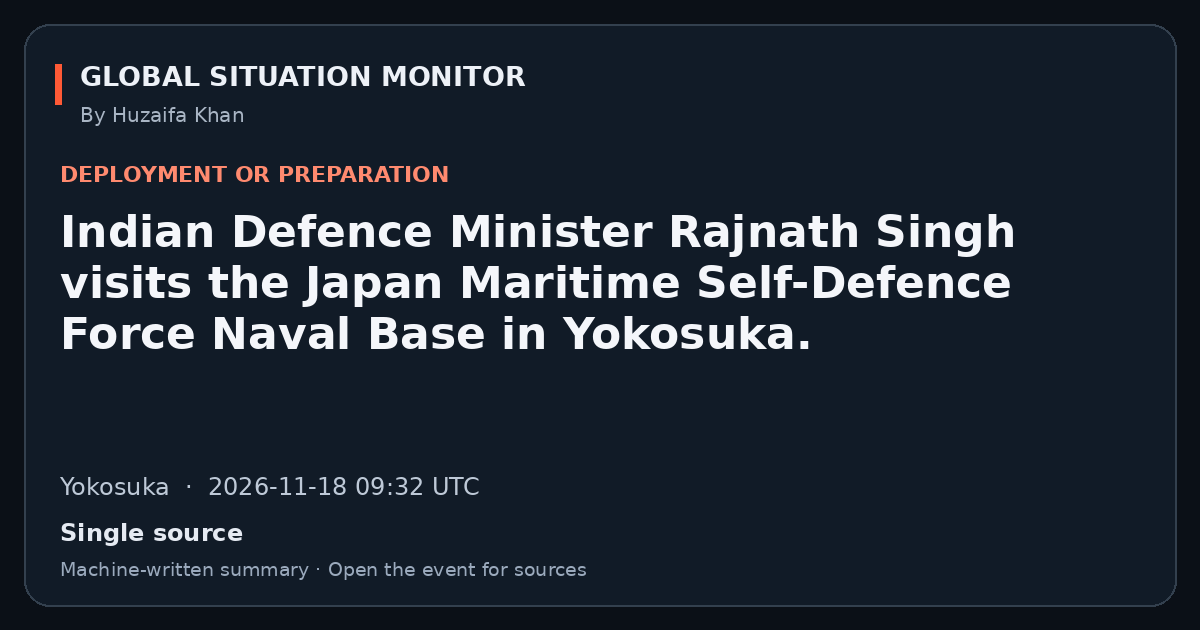 GLOBAL SITUATION MONITOR
By Huzaifa Khan
DEPLOYMENT OR PREPARATION
Indian Defence Minister Rajnath Singh
visits the Japan Maritime Self-Defence
Force Naval Base in Yokosuka.
Yokosuka · 2026-11-18 09:32 UTC
Single source
Machine-written summary · Open the event for sources